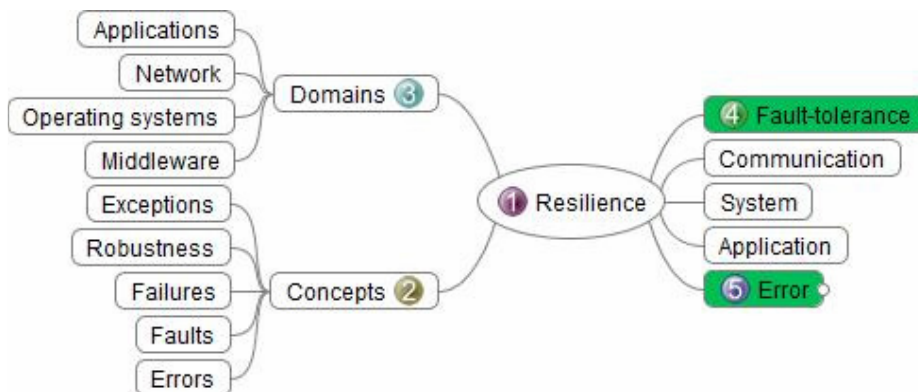 Applications
Network
Operating systems
Middleware
Domains 3
Exceptions
Robustness
Failures
Faults
Errors
Concepts 2
1 Resilience
4 Fault-tolerance
Communication
System
Application
5 Error